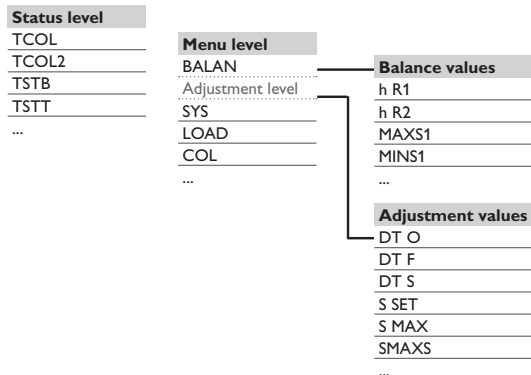 Status level
TCOL
TCOL2
TSTB
TSTT
...
Menu level
BALAN
Adjustment level
SYS
LOAD
COL
...
Balance values
h R1
h R2
MAXS1
MINS1
...
Adjustment values
DT O
DT F
DT S
S SET
S MAX
SMAXS
...